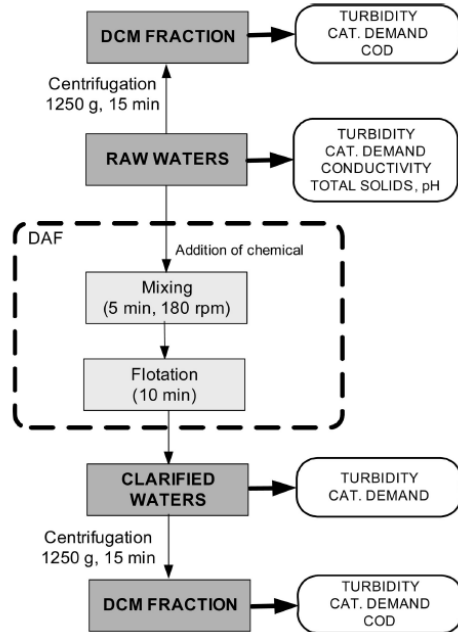 DCM FRACTION
TURBIDITY
CAT. DEMAND
COD
Centrifugation
1250 g, 15 min
RAW WATERS
TURBIDITY
CAT. DEMAND
CONDUCTIVITY
TOTAL SOLIDS, pH
DAF
Addition of chemical
Mixing
(5 min, 180 rpm)
Flotation
(10 min)
CLARIFIED
WATERS
TURBIDITY
CAT. DEMAND
Centrifugation
1250 g, 15 min
DCM FRACTION
TURBIDITY
CAT. DEMAND
COD